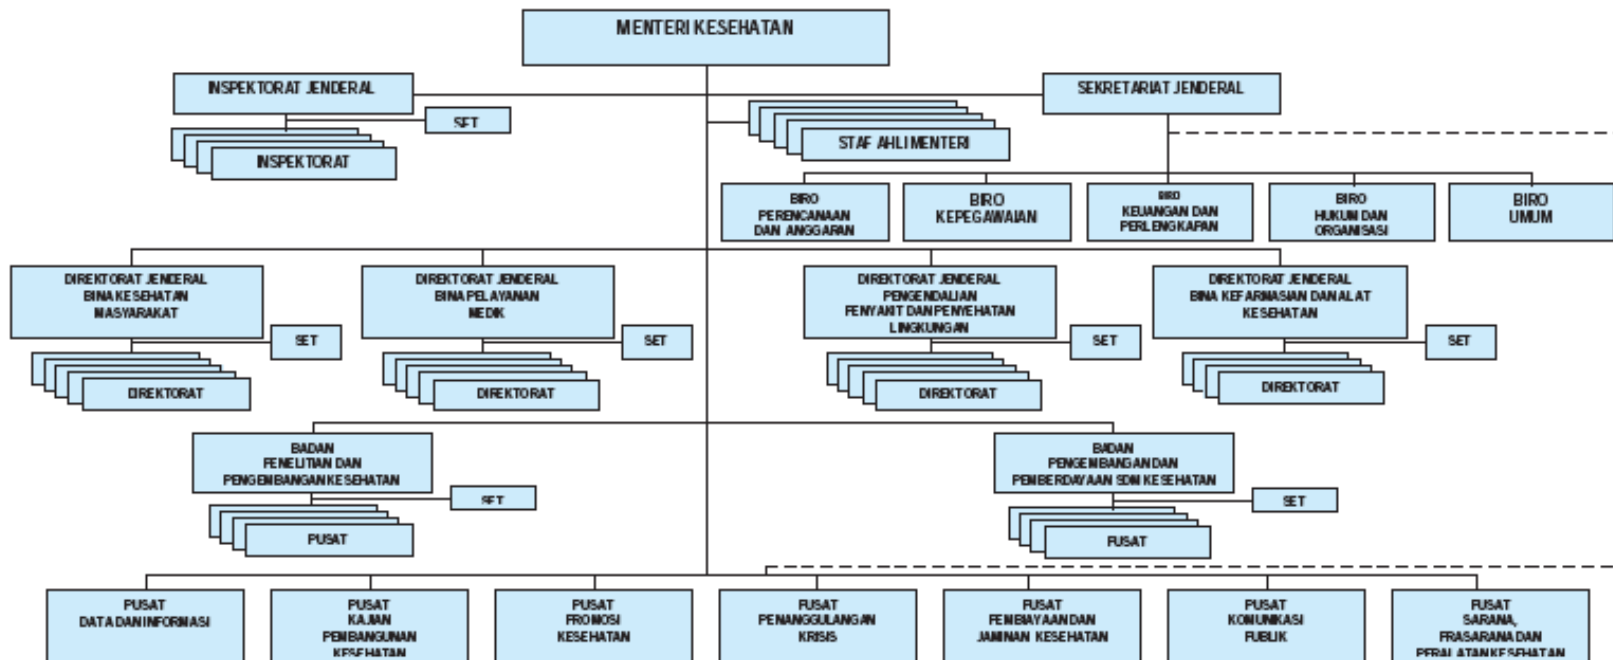 MENTERI KESEHATAN
INSPEKTORAT JENDERAL
SEKRETARIAT JENDERAL
SET
STAF AHLI MENTERI
INSPEKTORAT
BIRO
PERENCANAAN
DAN ANGGARAN
BIRO
KEPEGAWAIAN
BIRO
KEUANGAN DAN
PERLENGKAPAN
BIRO
HUKUM DAN
ORGANISASI
BIRO
UMUM
DIREKTORAT JENDERAL
BINA KESEHATAN
MASYARAKAT
DIREKTORAT JENDERAL
BINA PELAYANAN
MEDIK
DIREKTORAT JENDERAL
PENGENDALIAN
PENYAKIT DAN PENYEHATAN
LINGKUNGAN
DIREKTORAT JENDERAL
BINA KEFARMASIAN DAN ALAT
KESEHATAN
SET
SET
SET
SET
DIREKTORAT
DIREKTORAT
DIREKTORAT
DIREKTORAT
BADAN
PENELITIAN DAN
PENGEMBANGAN KESEHATAN
BADAN
PENGEMBANGAN DAN
PEMBERDAYAAN SDM KESEHATAN
SET
SET
PUSAT
PUSAT
PUSAT
DATA DAN INFORMASI
PUSAT
KAJIAN
PEMBANGUNAN
KESEHATAN
PUSAT
PROMOSI
KESEHATAN
PUSAT
PENANGGULANGAN
KRISIS
PUSAT
PEMBIAYAAN DAN
JAMINAN KESEHATAN
PUSAT
KOMUNIKASI
PUBLIK
PUSAT
SARANA,
PRASARANA DAN
PERALATAN KESEHATAN